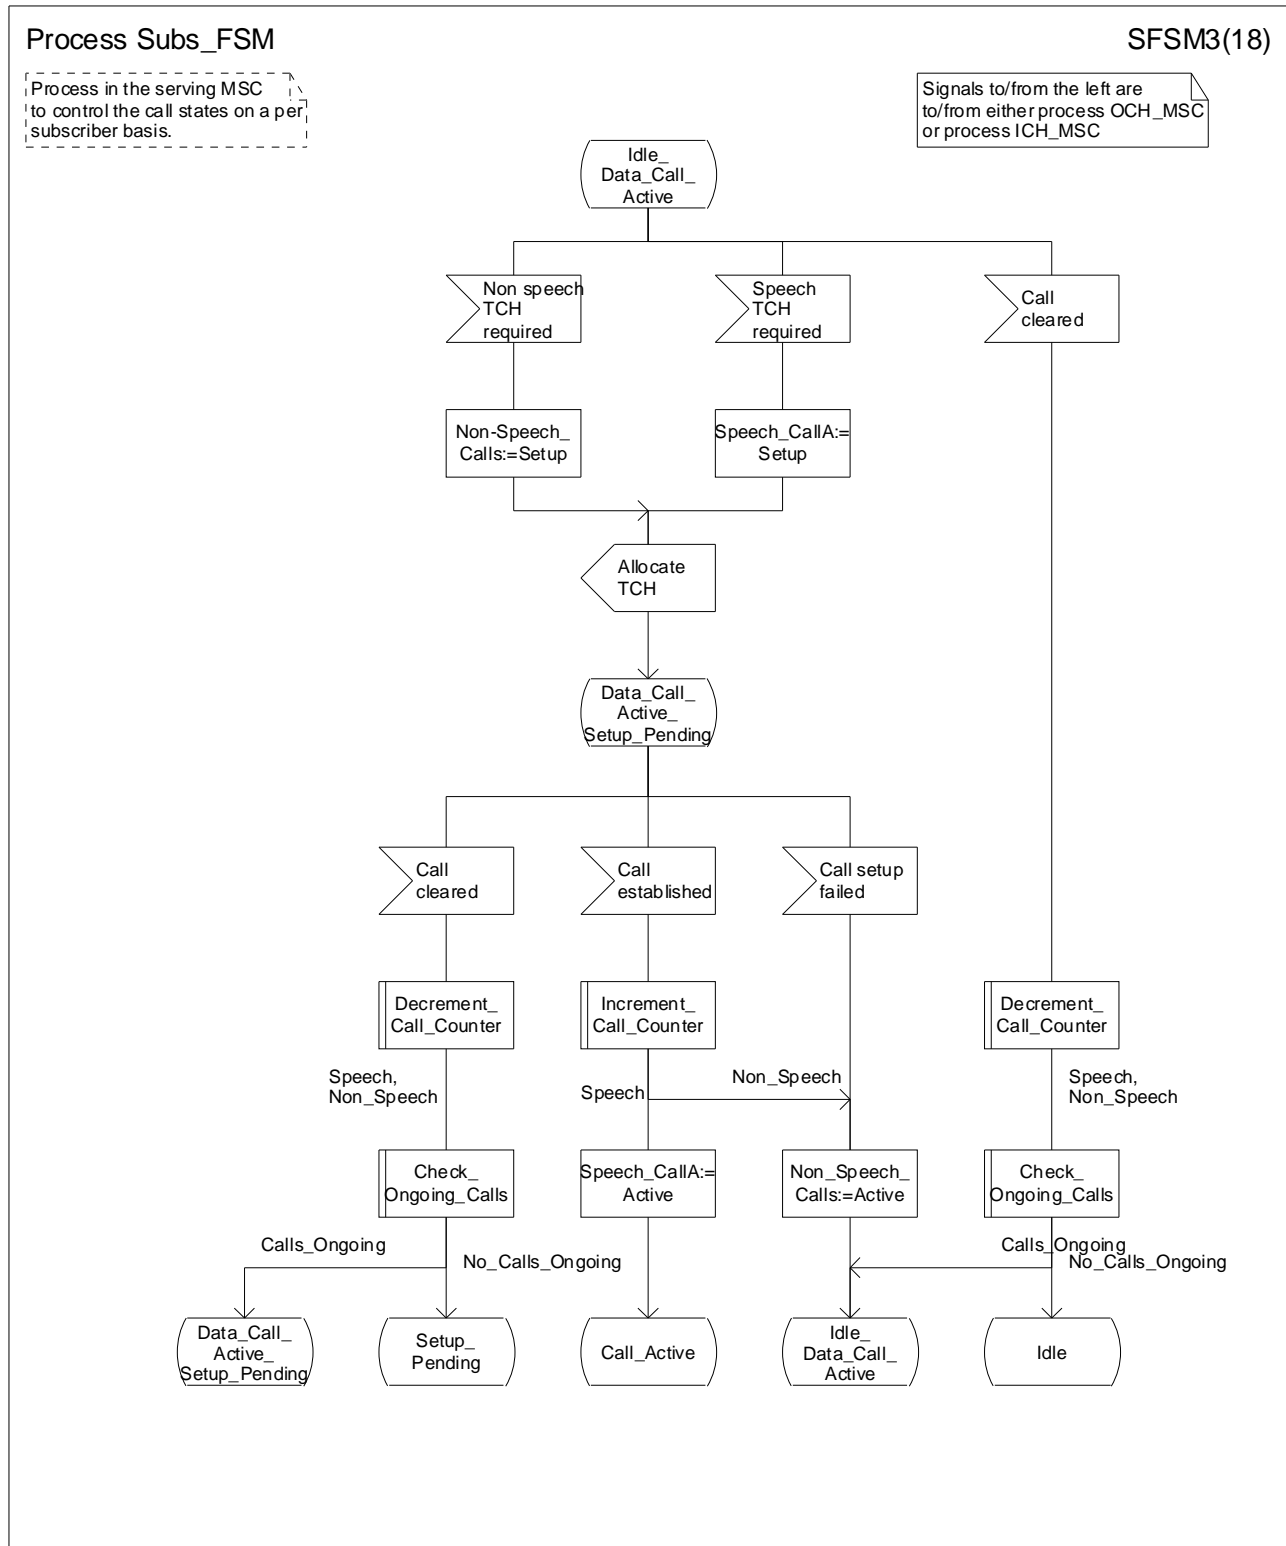 Process Subs_FSM
SFSM3(18)
Process in the serving MSC
to control the call states on a per
subscriber basis.
Signals to/from the left are
to/from either process OCH_MSC
or process ICH_MSC
Idle_
Data_Call_
Active
Non speech
TCH
required
Speech
TCH
required
Call
cleared
Non-Speech_
Calls:=Setup
Speech_CallA:=
Setup
Allocate
TCH
Data_Call_
Active_
Setup_Pending
Call
cleared
Call
established
Call setup
failed
Decrement_
Call_Counter
Increment_
Call_Counter
Decrement_
Call_Counter
Speech,
Non_Speech
Speech
Non_Speech
Speech,
Non_Speech
Check_
Ongoing_Calls
Speech_CallA:=
Active
Non_Speech_
Calls:=Active
Check_
Ongoing_Calls
Calls_Ongoing
No_Calls_Ongoing
Calls_Ongoing
No_Calls_Ongoing
Data_Call_
Active_
Setup_Pending
Setup_
Pending
Call_Active
Idle_
Data_Call_
Active
Idle